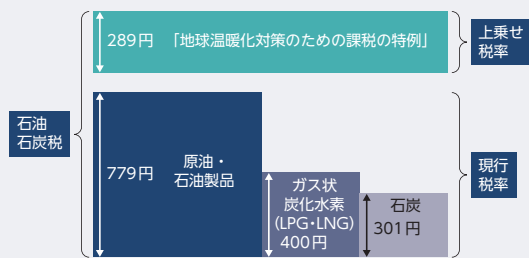 289円 「地球温暖化対策のための課税の特例」
上乗せ
税率
石油
石炭税
779円
原油・
石油製品
ガス状
炭化水素
(LPG・LNG)
400円
石炭
301円
現行
税率